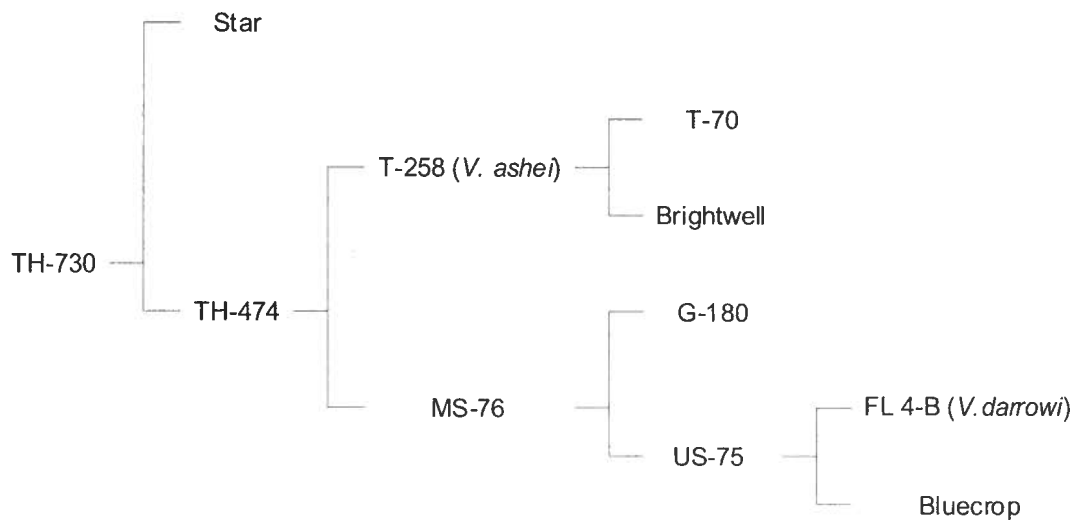 Star
T-70
T-258 (V. ashei)
Brightwell
TH-730
TH-474
G-180
MS-76
FL 4-B (V. darrowi)
US-75
Bluecrop